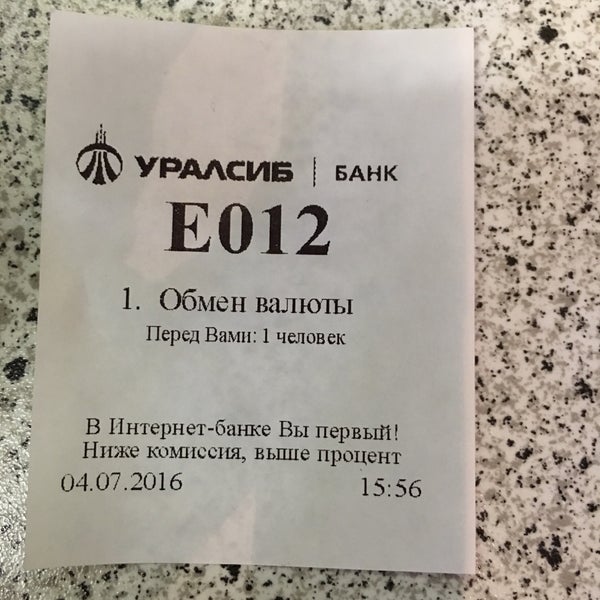 УРАЛСИБ | БАНК
E012
1. Обмен валюты
Перед Вами: 1 человек
В Интернет-банке Вы первый!
Ниже комиссия, выше процент
04.07.2016 15:56